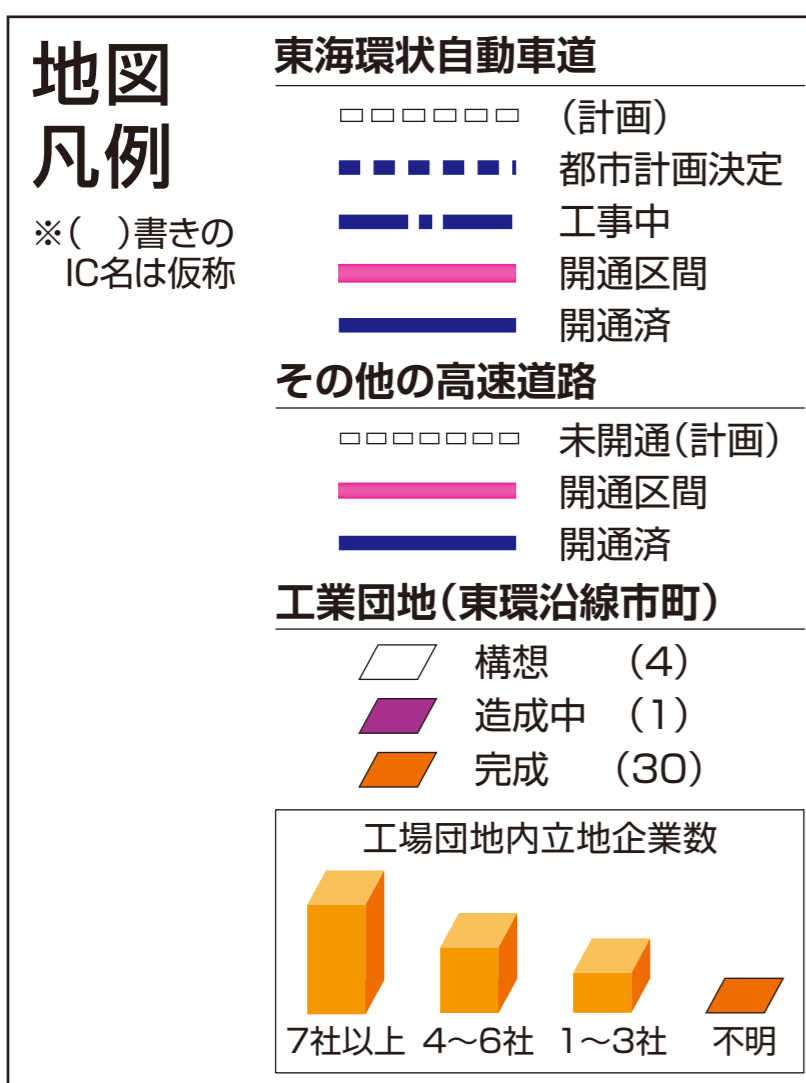 地図
凡例
※(　)書きの
IC名は仮称
東海環状自動車道
(計画)
都市計画決定
工事中
開通区間
開通済
その他の高速道路
未開通(計画)
開通区間
開通済
工業団地(東環沿線市町)
構想　(4)
造成中　(1)
完成　(30)
工場団地内立地企業数
7社以上　4〜6社　1〜3社　不明